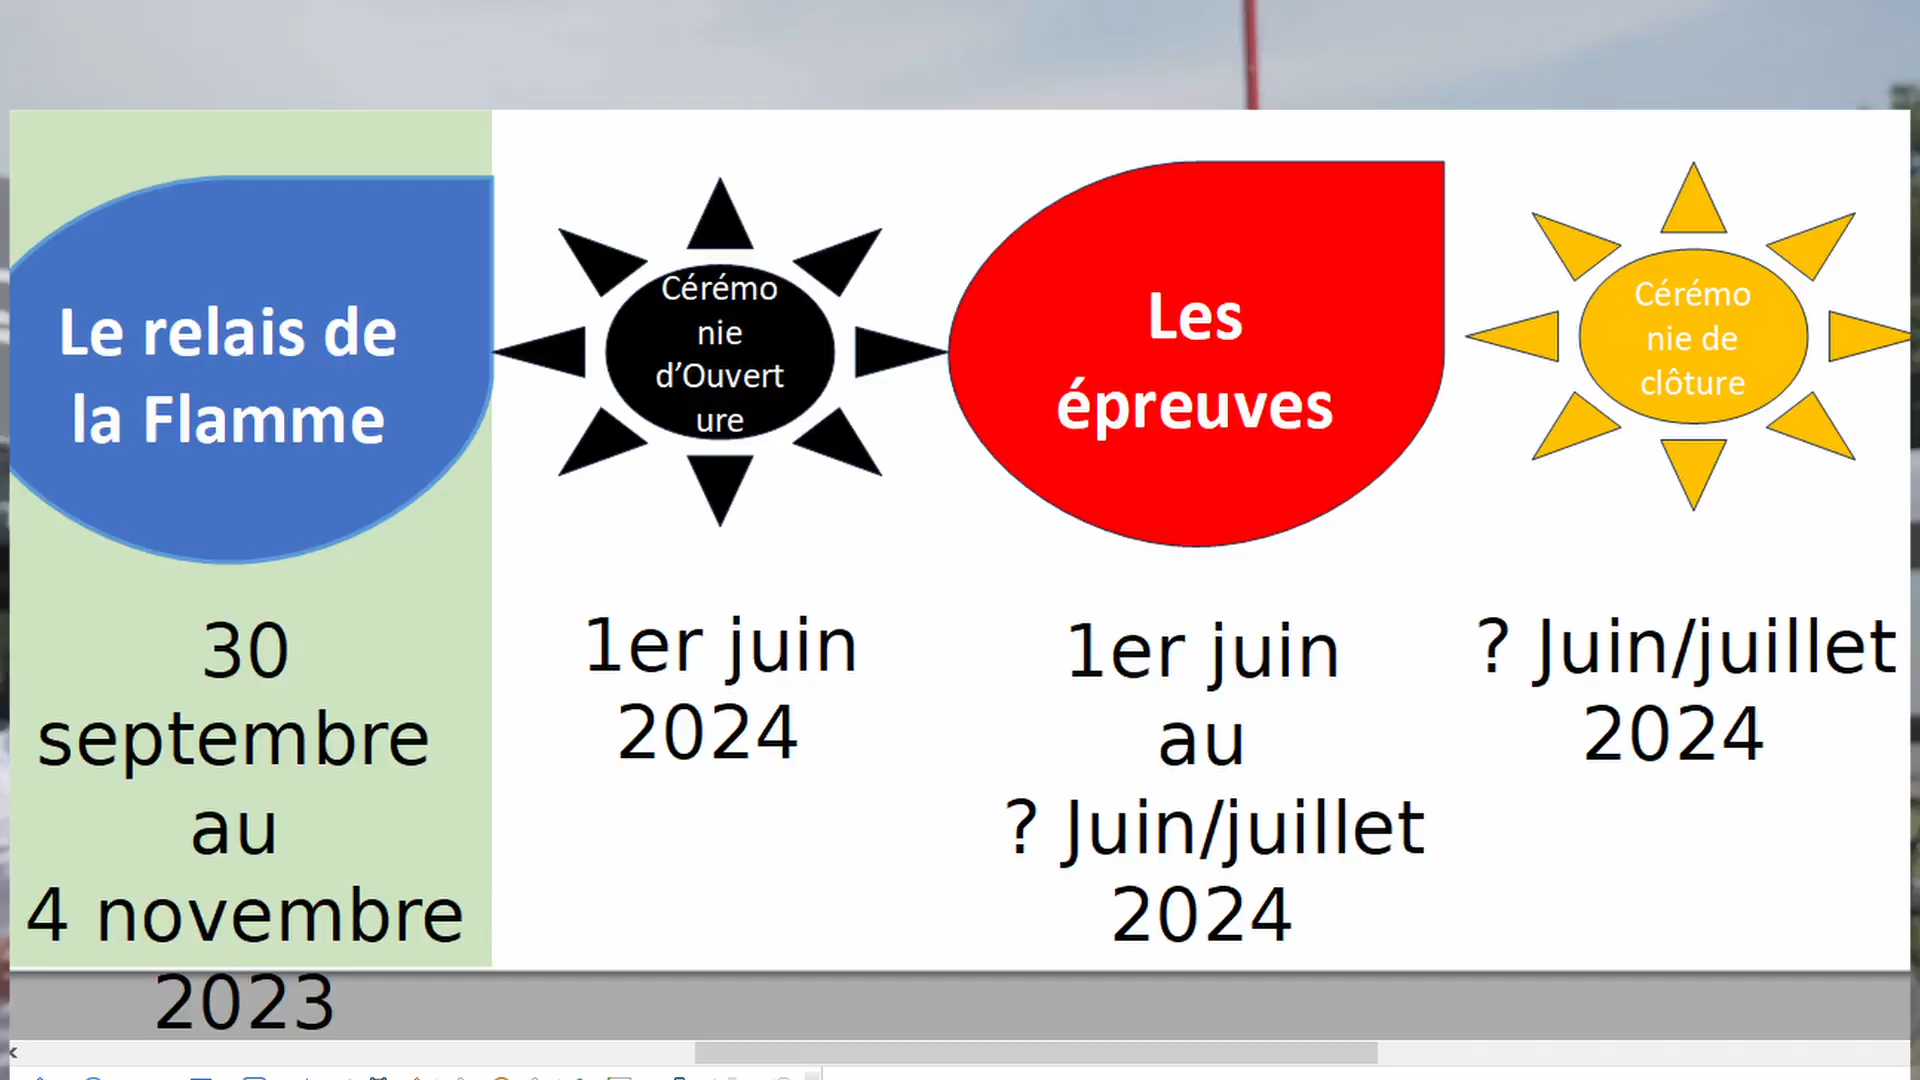 Le relais de
la Flamme
30
septembre
au
4 novembre
2023
Cérémo
nie
d’Ouvert
ure
1er juin
2024
Les
épreuves
1er juin
au
? Juin/juillet
2024
Cérémo
nie de
clôture
? Juin/juillet
2024